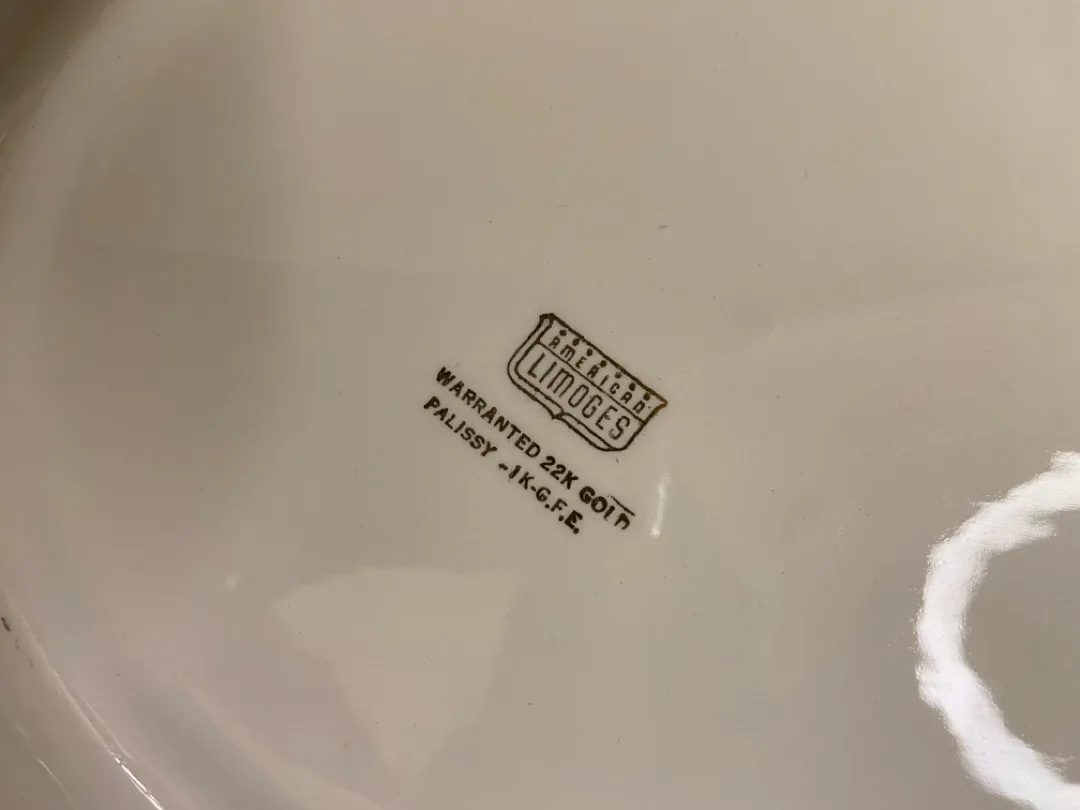 AMERICAN
LIMOGES
WARRANTED 22K GOLD
PALISSY -1K-G.F.E.